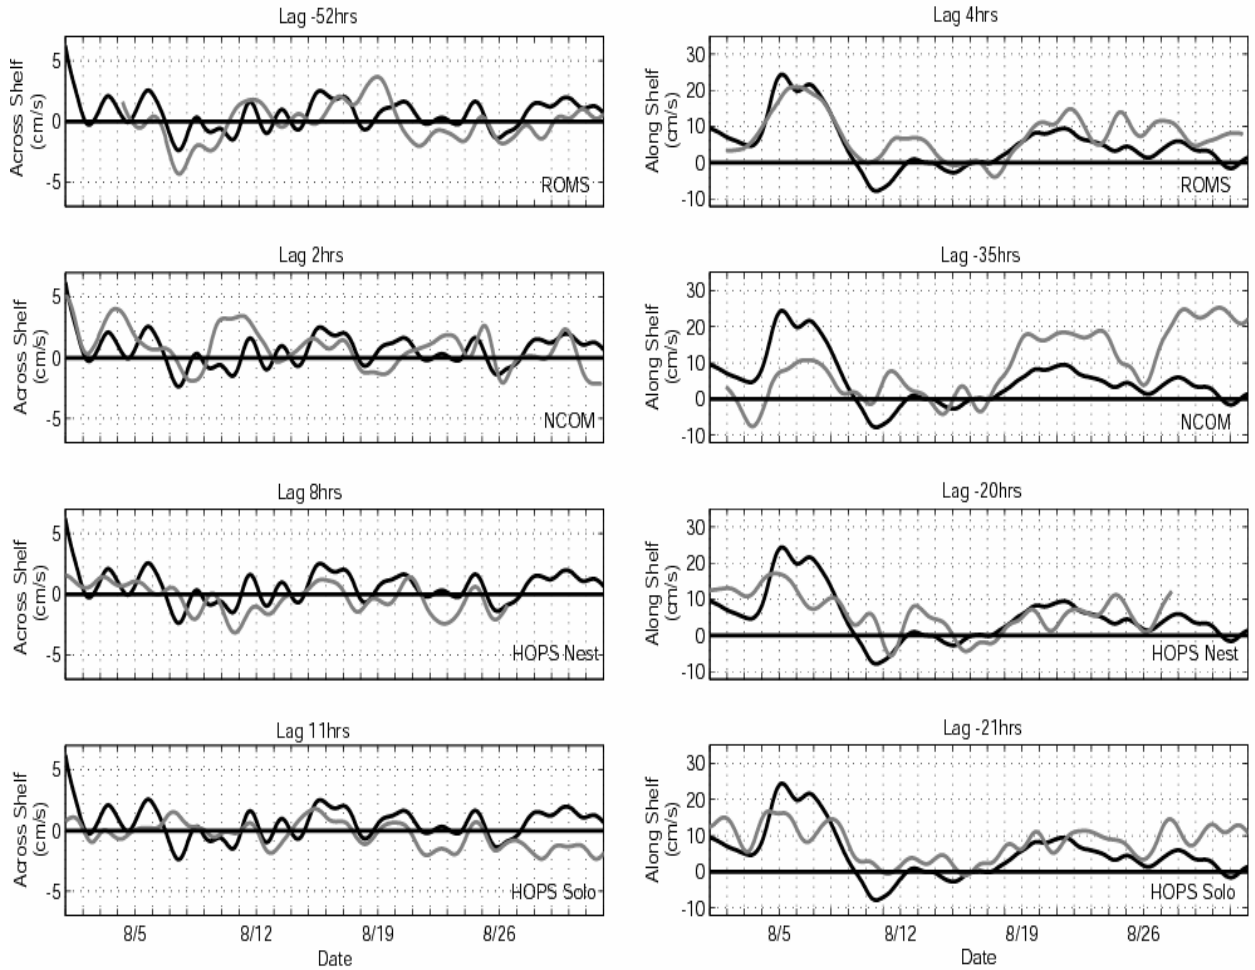 Lag -52hrs
Across Shelf
(cm/s)
5
0
-5
ROMS
Lag 4hrs
Along Shelf
(cm/s)
30
20
10
0
-10
ROMS
Lag 2hrs
Across Shelf
(cm/s)
5
0
-5
NCOM
Lag -35hrs
Along Shelf
(cm/s)
30
20
10
0
-10
NCOM
Lag 8hrs
Across Shelf
(cm/s)
5
0
-5
HOPS Nest
Lag -20hrs
Along Shelf
(cm/s)
30
20
10
0
-10
HOPS Nest
Lag 11hrs
Across Shelf
(cm/s)
5
0
-5
HOPS Solo
8/5 8/12 8/19 8/26
Date
Lag -21hrs
Along Shelf
(cm/s)
30
20
10
0
-10
HOPS Solo
8/5 8/12 8/19 8/26
Date